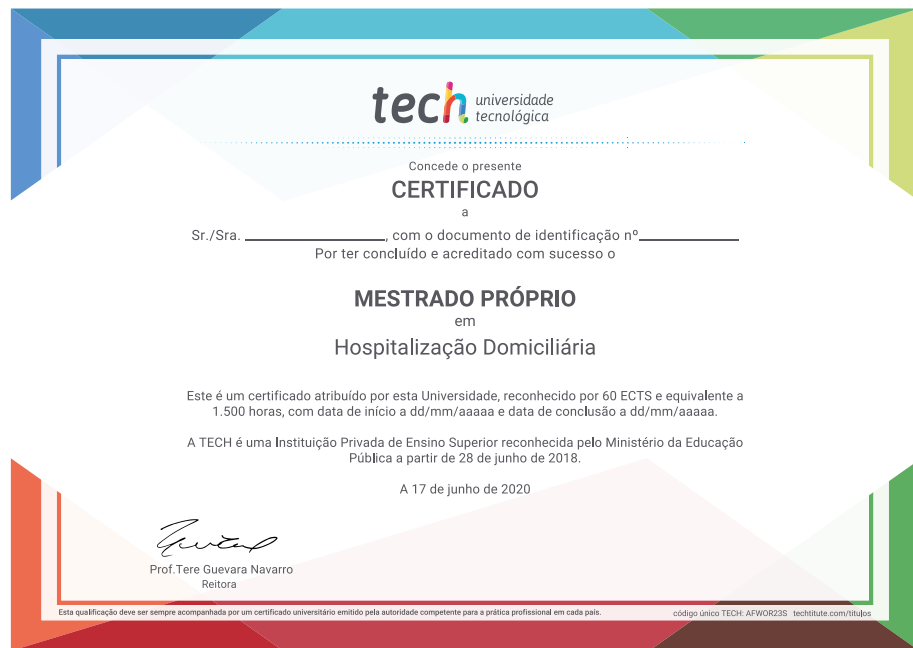 tech universidade
tecnológica
Concede o presente
CERTIFICADO
a
Sr./Sra. ________________, com o documento de identificação nº____________
Por ter concluído e acreditado com sucesso o
MESTRADO PRÓPRIO
em
Hospitalização Domiciliária
Este é um certificado atribuído por esta Universidade, reconhecido por 60 ECTS e equivalente a
1.500 horas, com data de início a dd/mm/aaaaa e data de conclusão a dd/mm/aaaaa.
A TECH é uma Instituição Privada de Ensino Superior reconhecida pelo Ministério da Educação
Pública a partir de 28 de junho de 2018.
A 17 de junho de 2020
Prof.Tere Guevara Navarro
Reitora
Esta qualificação deve ser sempre acompanhada por um certificado universitário emitido pela autoridade competente para a prática profissional em cada país.
código único TECH: AFWOR23S techtitute.com/titulos